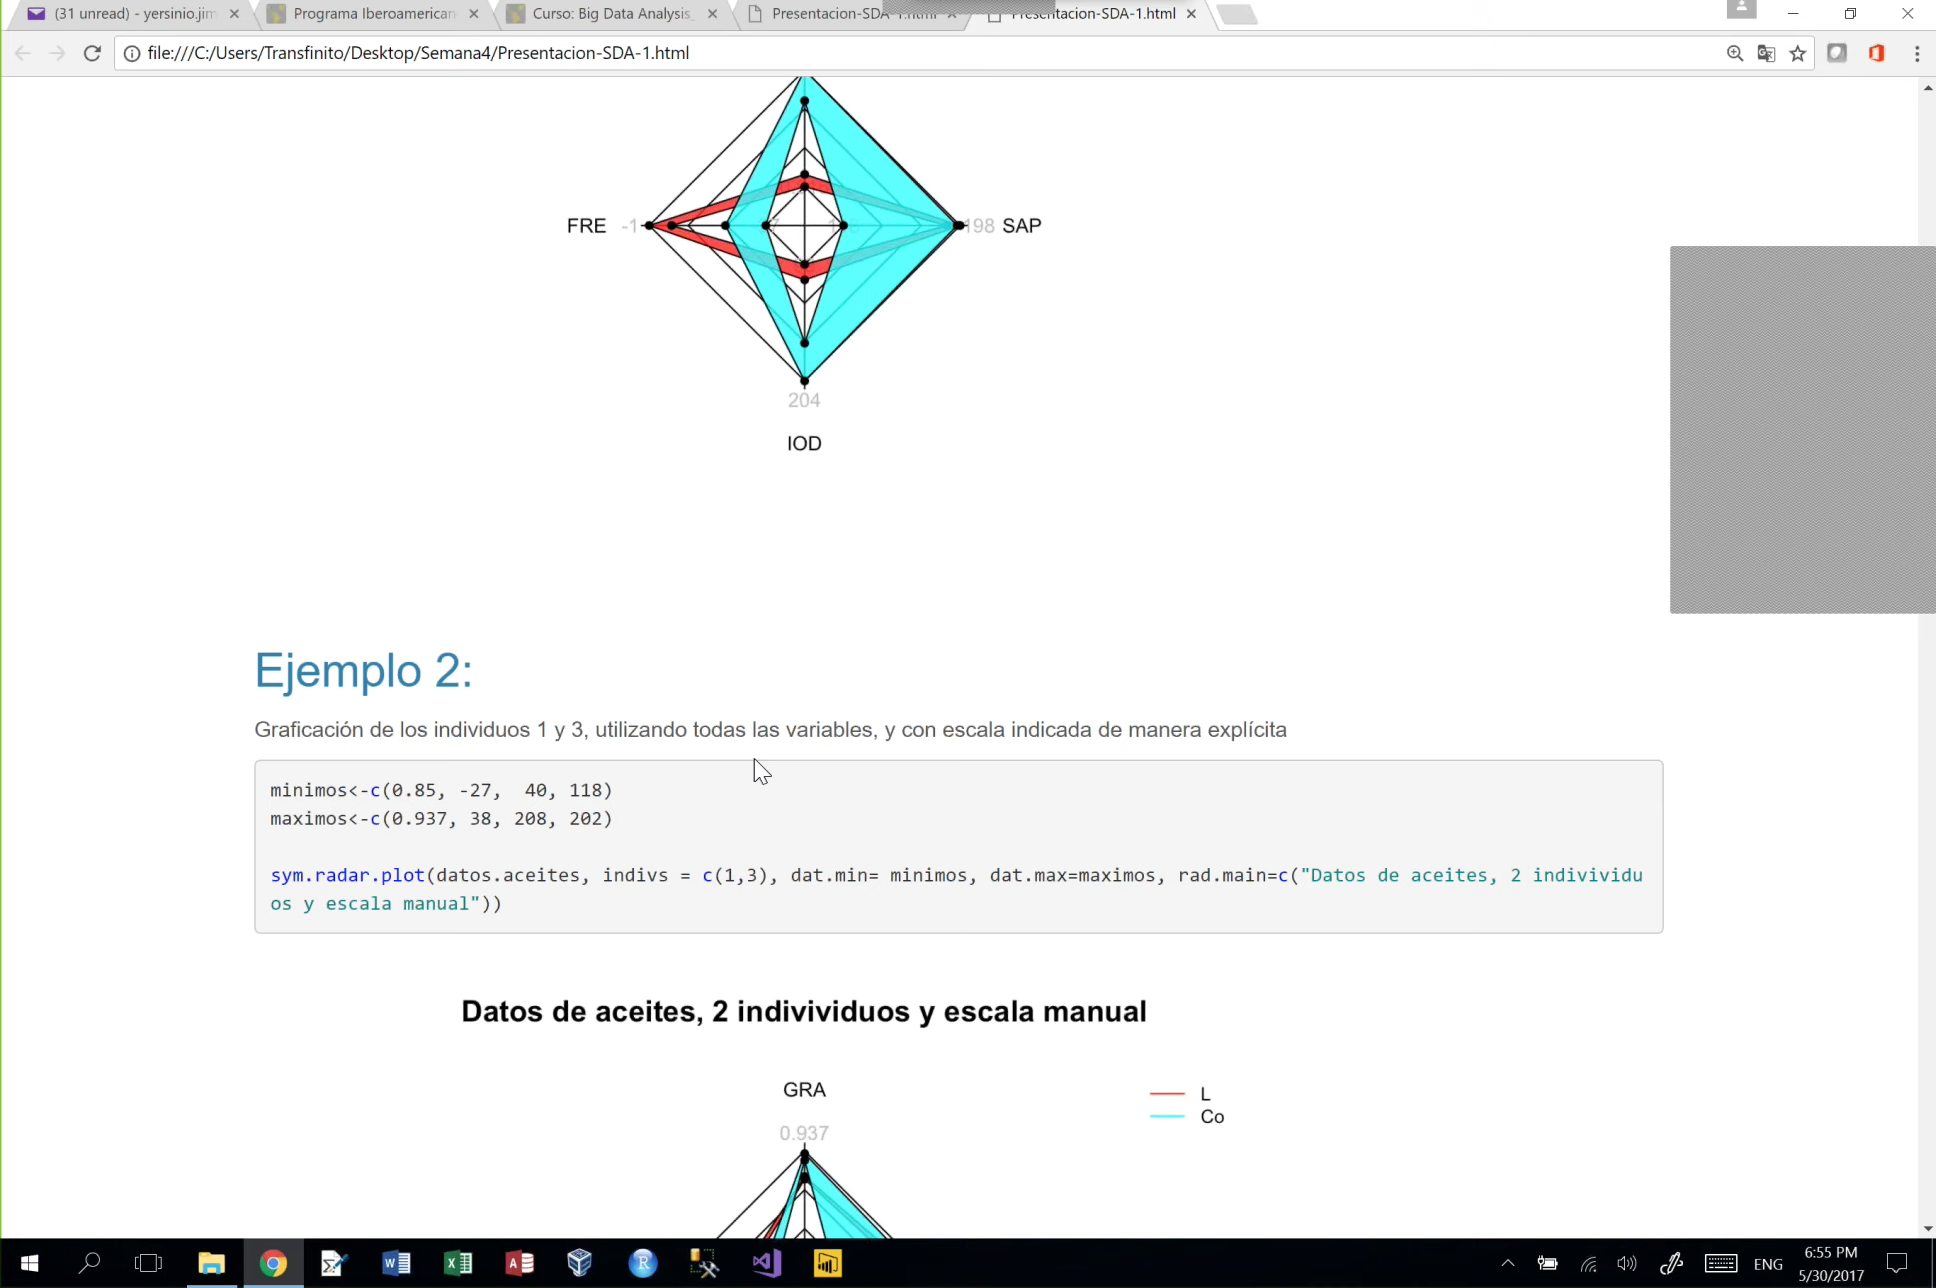 (31 unread) - yersinio.jim
Programa Iberoamerican
Curso: Big Data Analysis
Presentacion-SDA-1.html
Presentacion-SDA-1.html
file:///C:/Users/Transfinito/Desktop/Semana4/Presentacion-SDA-1.html
FRE -1
198 SAP
204
IOD
Ejemplo 2:
Graficación de los individuos 1 y 3, utilizando todas las variables, y con escala indicada de manera explícita
minimos<-c(0.85, -27,  40, 118)
maximos<-c(0.937, 38, 208, 202)
sym.radar.plot(datos.aceites, indivs = c(1,3), dat.min= minimos, dat.max=maximos, rad.main=c("Datos de aceites, 2 indivividu
os y escala manual"))
Datos de aceites, 2 indivividuos y escala manual
GRA
0.937
L
Co
ENG
6:55 PM
5/30/2017